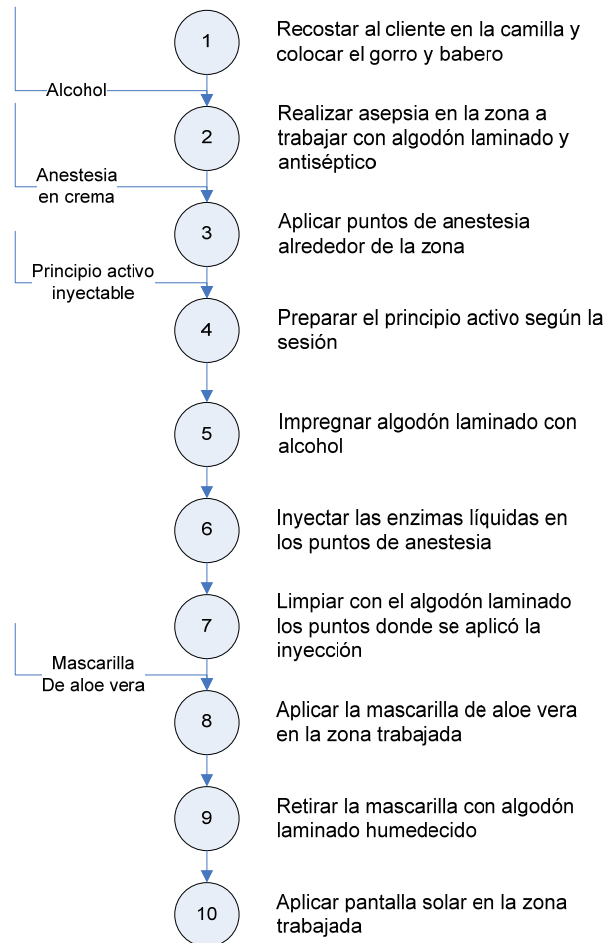 1
Recostar al cliente en la camilla y
colocar el gorro y babero
Alcohol
2
Realizar asepsia en la zona a
trabajar con algodón laminado y
antiséptico
Anestesia
en crema
3
Aplicar puntos de anestesia
alrededor de la zona
Principio activo
inyectable
4
Preparar el principio activo según la
sesión
5
Impregnar algodón laminado con
alcohol
6
Inyectar las enzimas líquidas en
los puntos de anestesia
7
Limpiar con el algodón laminado
los puntos donde se aplicó la
inyección
Mascarilla
De aloe vera
8
Aplicar la mascarilla de aloe vera
en la zona trabajada
9
Retirar la mascarilla con algodón
laminado humedecido
10
Aplicar pantalla solar en la zona
trabajada